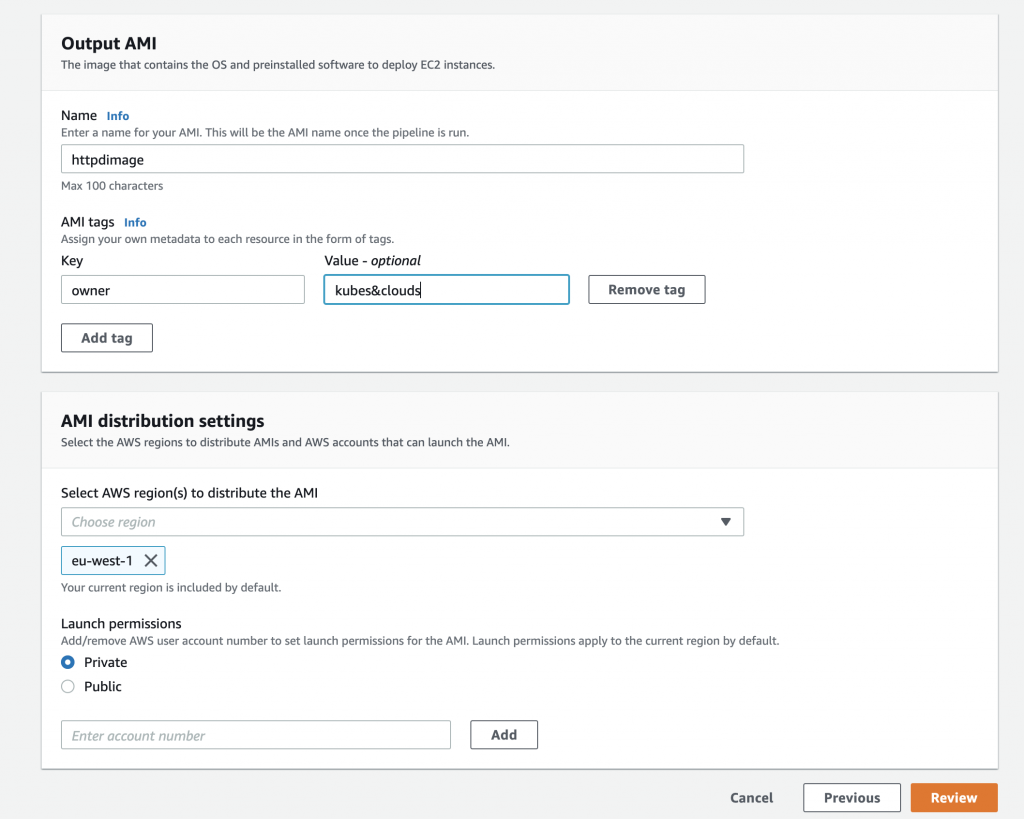 Output AMI
The image that contains the OS and preinstalled software to deploy EC2 instances.
Name Info
Enter a name for your AMI. This will be the AMI name once the pipeline is run.
httpdimage
Max 100 characters
AMI tags Info
Assign your own metadata to each resource in the form of tags.
Key Value - optional
owner kubes&clouds Remove tag
Add tag
AMI distribution settings
Select the AWS regions to distribute AMIs and AWS accounts that can launch the AMI.
Select AWS region(s) to distribute the AMI
Choose region
eu-west-1
Your current region is included by default.
Launch permissions
Add/remove AWS user account number to set launch permissions for the AMI. Launch permissions apply to the current region by default.
Private
Public
Enter account number Add
Cancel Previous Review